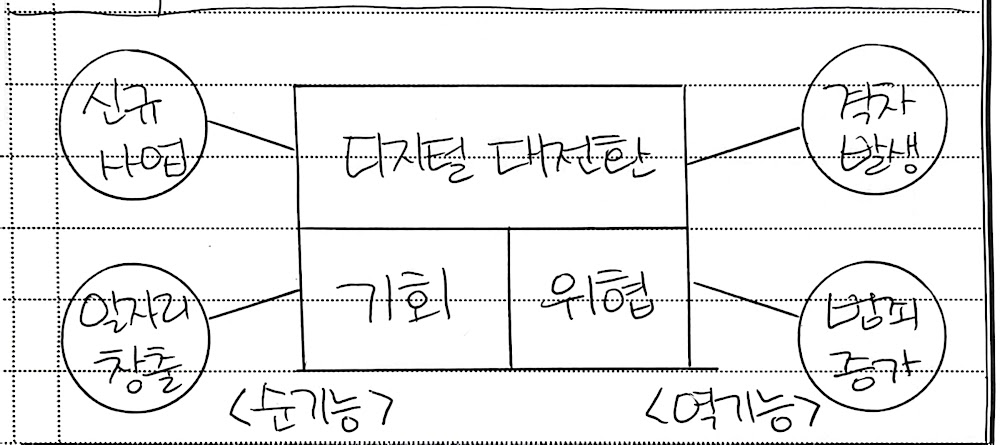 신규
사업
디지털 대전환
격차
발생
기회
위협
일자리
창출
범죄
증가
<순기능>
<역기능>